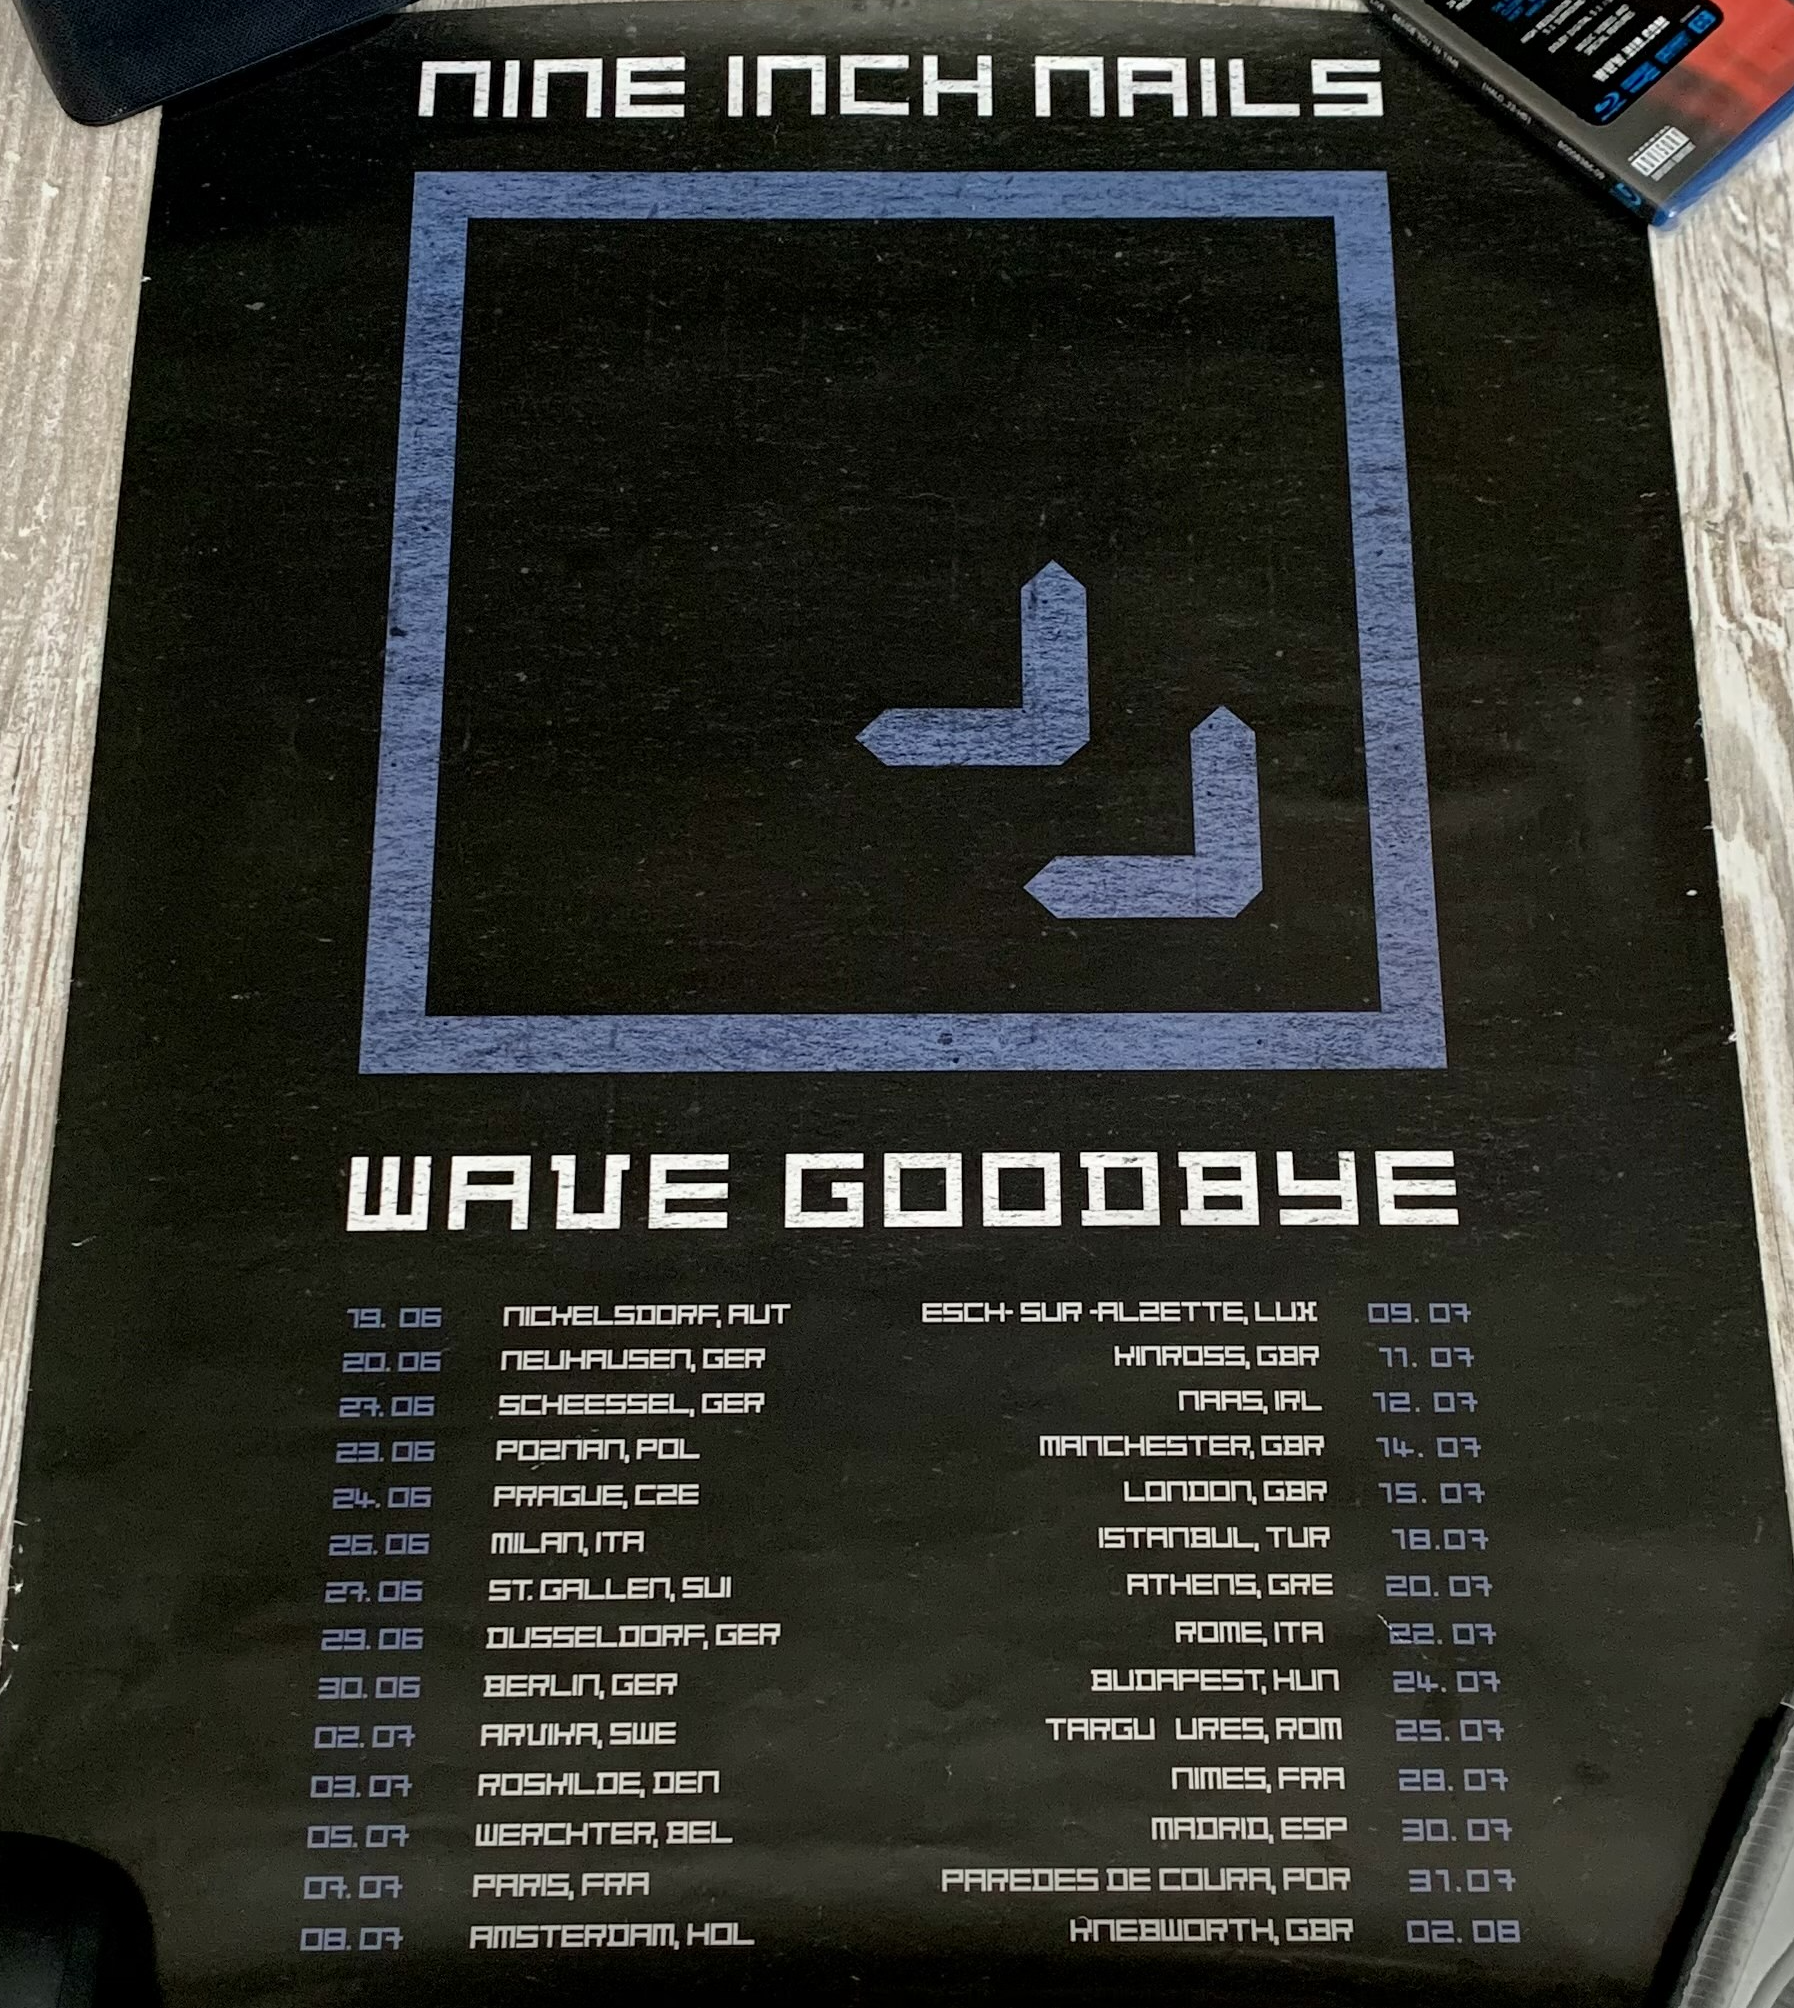 NINE INCH NAILS
WAVE GOODBYE
19. 06 NICKELSDORF, AUT
20. 06 NEUHAUSEN, GER
27. 06 SCHEESSEL, GER
23. 06 POZNAN, POL
24. 06 PRAGUE, CZE
26. 06 MILAN, ITA
27. 06 ST. GALLEN, SUI
29. 06 DUSSELDORF, GER
30. 06 BERLIN, GER
02. 07 ARVIKA, SWE
03. 07 ROSKILDE, DEN
05. 07 WERCHTER, BEL
07. 07 PARIS, FRA
08. 07 AMSTERDAM, HOL
ESCH- SUR -ALZETTE, LUX 09. 07
KINROSS, GBR 11. 07
NAAS, IRL 12. 07
MANCHESTER, GBR 14. 07
LONDON, GBR 15. 07
ISTANBUL, TUR 18.07
ATHENS, GRE 20. 07
ROME, ITA 22. 07
BUDAPEST, HUN 24. 07
TARGU URES, ROM 25. 07
NIMES, FRA 28. 07
MADRID, ESP 30. 07
PAREDES DE COURA, POR 31.07
KNEBWORTH, GBR 02. 08